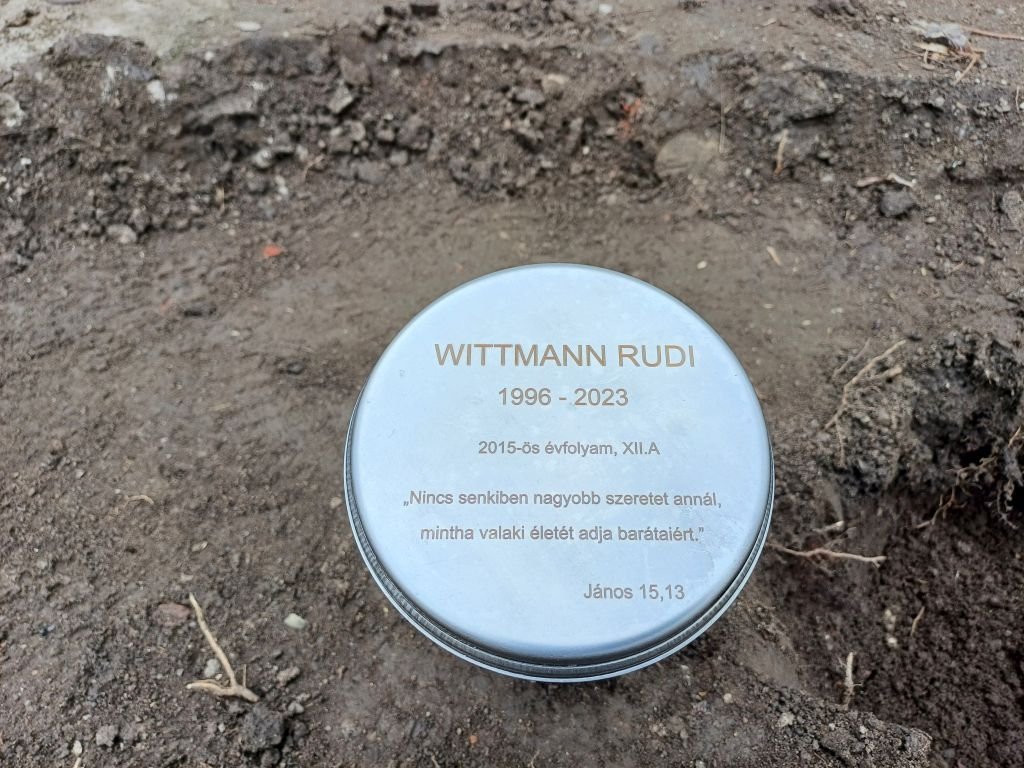 WITTMANN RUDI
1996 - 2023
2015-ös évfolyam, XII.A
„Nincs senkiben nagyobb szeretet annál,
mintha valaki életét adja barátaiért.”
János 15,13